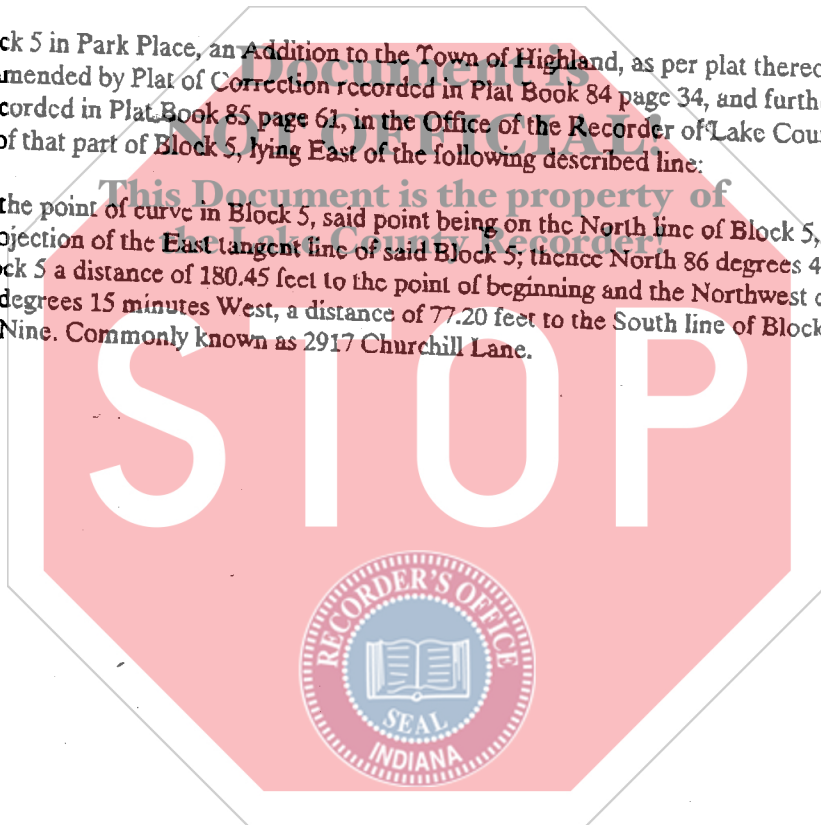 ck 5 in Park Place, an Addition to the Town of Highland, as per plat thereo
mended by Plat of Correction recorded in Plat Book 84 page 34, and furth
corded in Plat Book 85 page 61, in the Office of the Recorder of Lake Cou
of that part of Block 5, lying East of the following described line:
the point of curve in Block 5, said point being on the North line of Block 5,
ojection of the East tangent line of said Block 5; thence North 86 degrees 4
ck 5 a distance of 180.45 feet to the point of beginning and the Northwest c
degrees 15 minutes West, a distance of 77.20 feet to the South line of Block
Nine. Commonly known as 2917 Churchill Lane.
Document is
NOT OFFICIAL!
This Document is the property of
the Lake County Recorder!
STOP
RECORDER'S OFFICE
SEAL
INDIANA